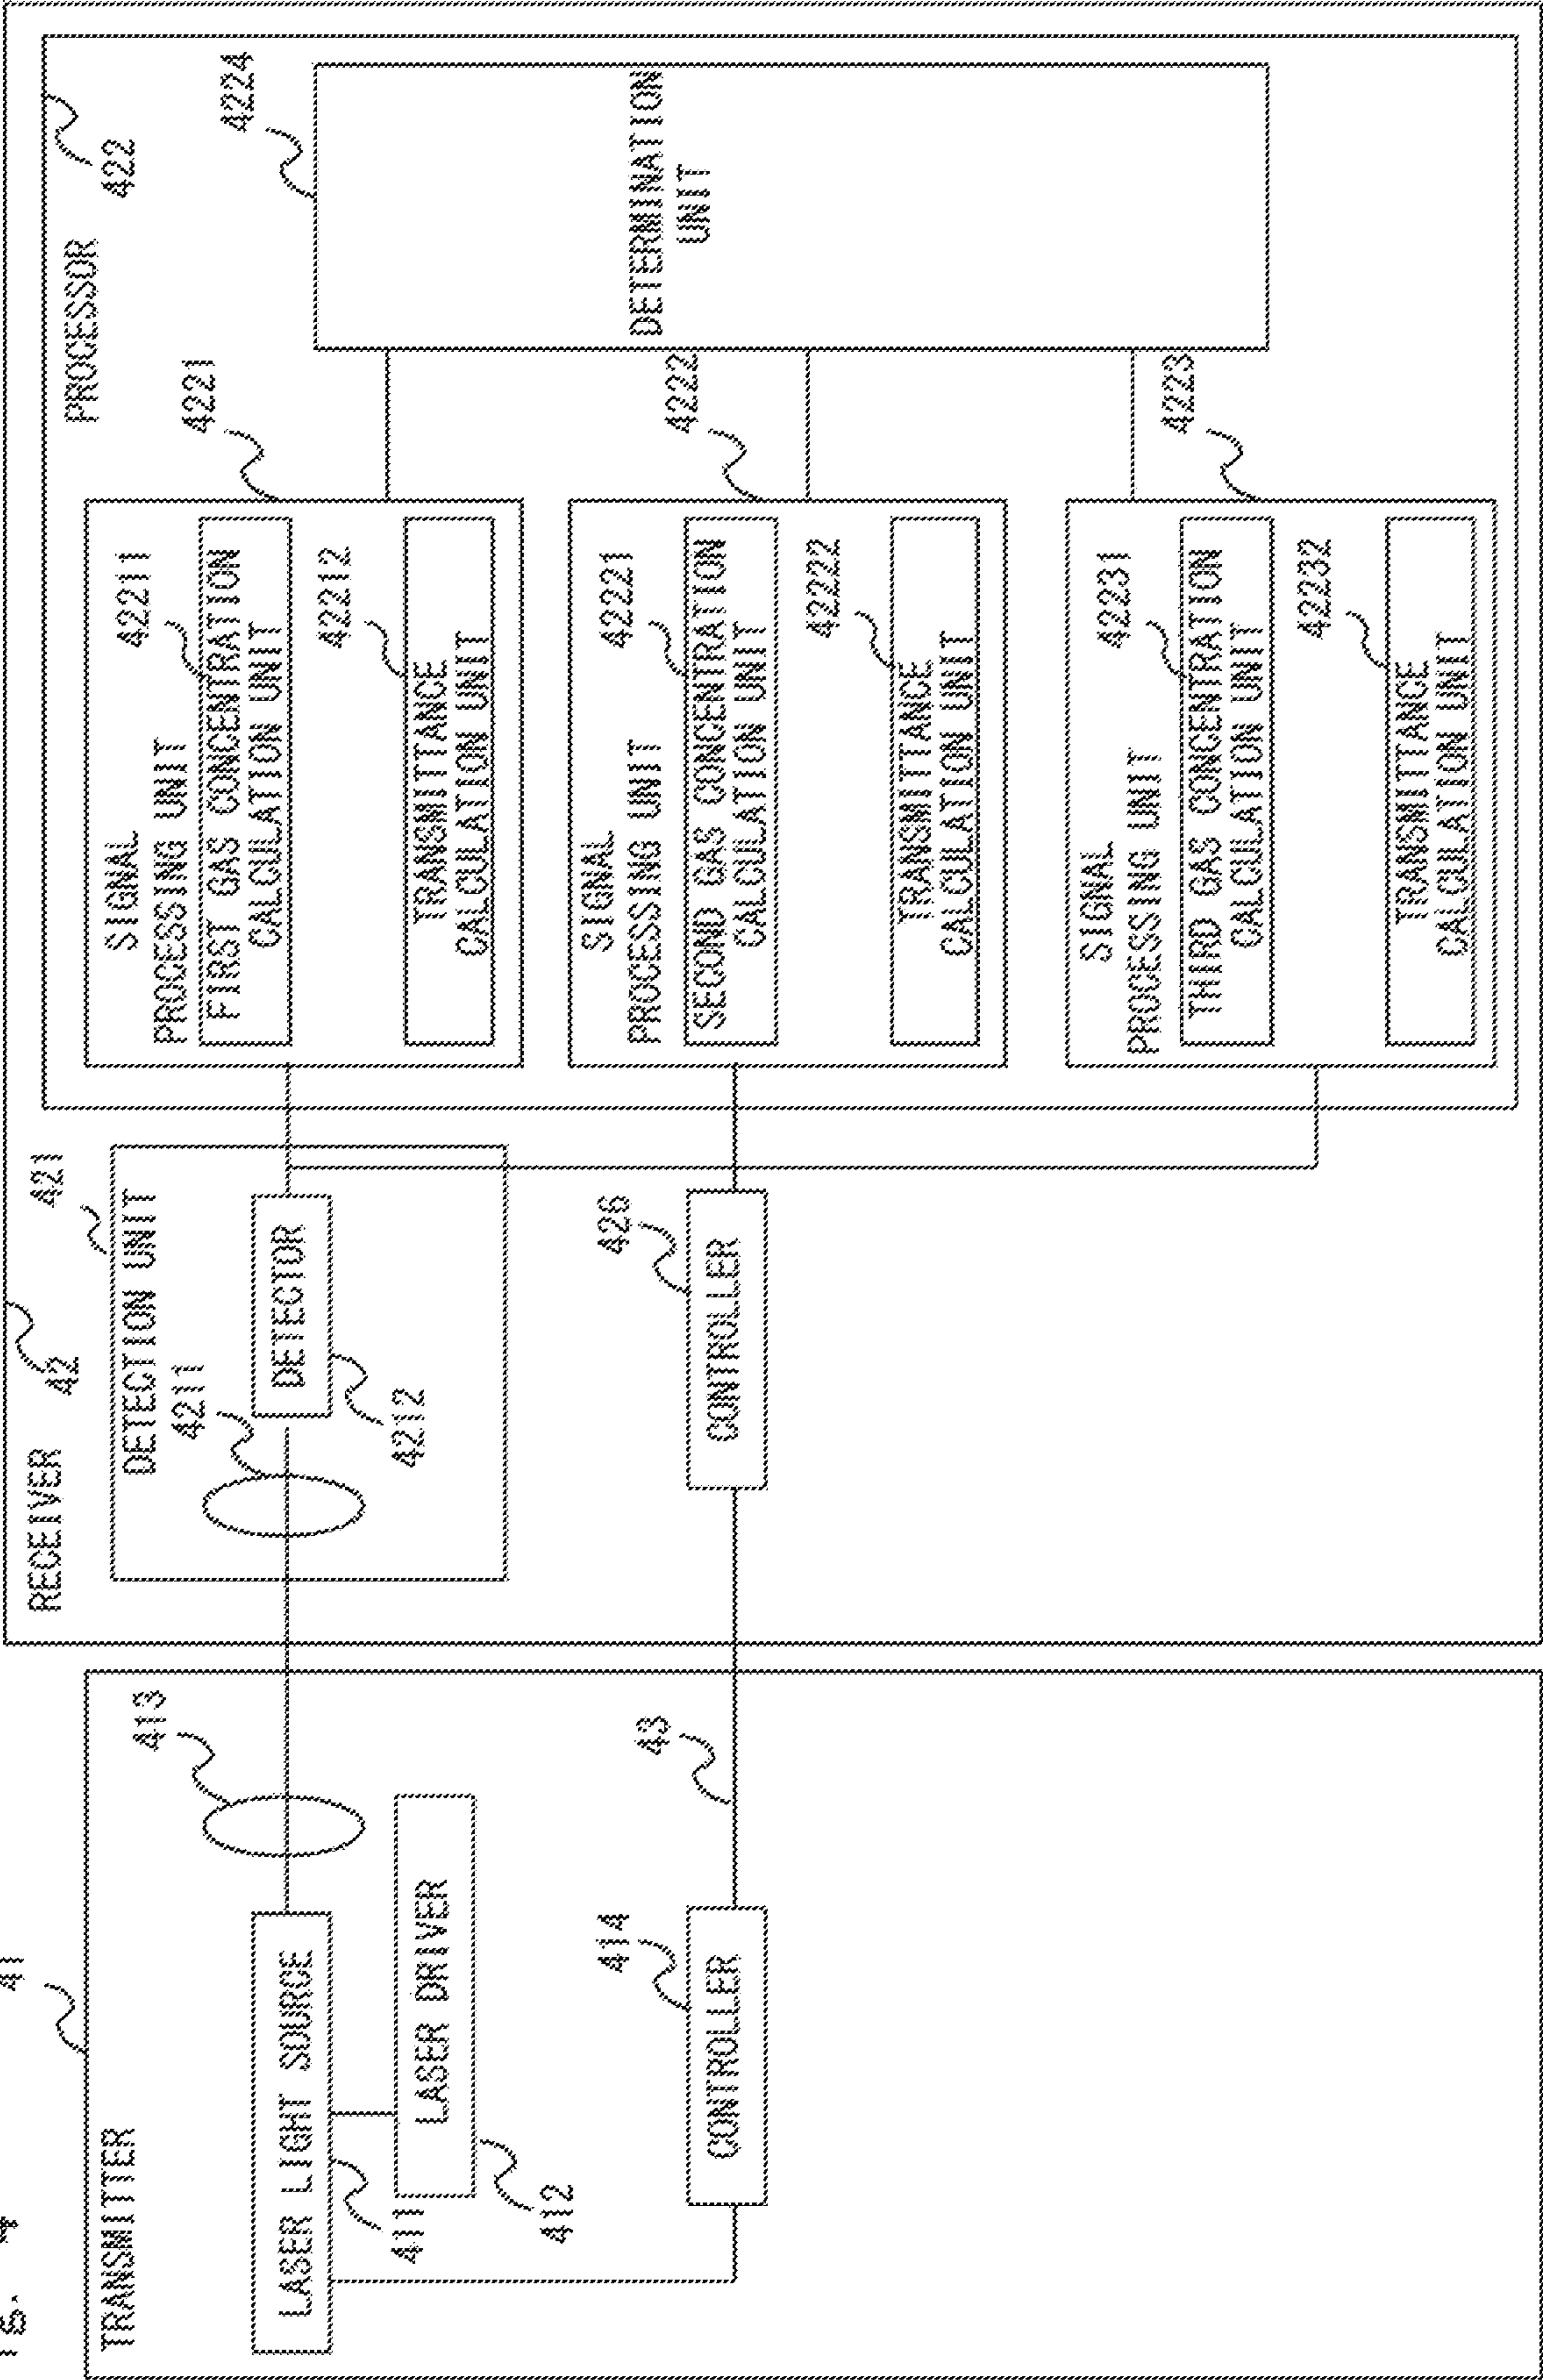 41
TRANSMITTER
LASER LIGHT SOURCE
411
LASER DRIVER
412
413
CONTROLLER
414
43
RECEIVER
42
DETECTION UNIT
421
4211
DETECTOR
4212
CONTROLLER
426
PROCESSOR
422
SIGNAL
PROCESSING UNIT
4221
42211
FIRST GAS CONCENTRATION
CALCULATION UNIT
42212
TRANSMITTANCE
CALCULATION UNIT
SIGNAL
PROCESSING UNIT
4222
42221
SECOND GAS CONCENTRATION
CALCULATION UNIT
42222
TRANSMITTANCE
CALCULATION UNIT
SIGNAL
PROCESSING UNIT
4223
42231
THIRD GAS CONCENTRATION
CALCULATION UNIT
42232
TRANSMITTANCE
CALCULATION UNIT
DETERMINATION
UNIT
4224